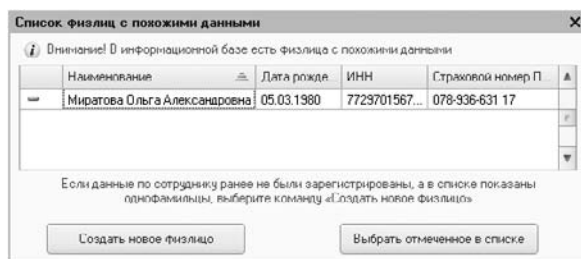 Список физлиц с похожими данными
Внимание! В информационной базе есть физлица с похожими данными
Наименование Дата рожде... ИНН Страховой номер П...
Миратова Ольга Александровна 05.03.1980 7729701567... 078-936-631 17
Если данные по сотруднику ранее не были зарегистрированы, а в списке показаны
однофамильцы, выберите команду «Создать новое физлицо»
Создать новое физлицо Выбрать отмеченное в списке